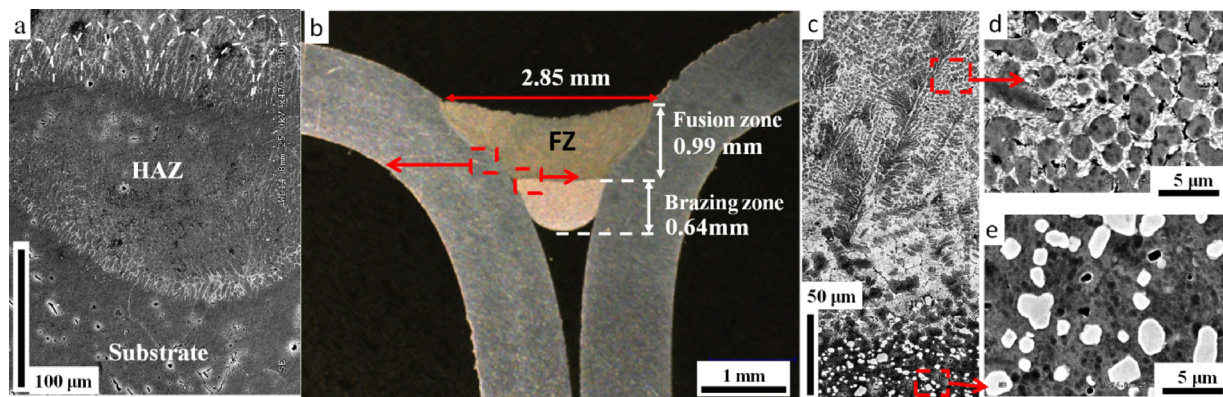 a
HAZ
Substrate
100 μm
b
2.85 mm
FZ
Fusion zone
0.99 mm
Brazing zone
0.64mm
1 mm
c
50 μm
d
5 μm
e
5 μm